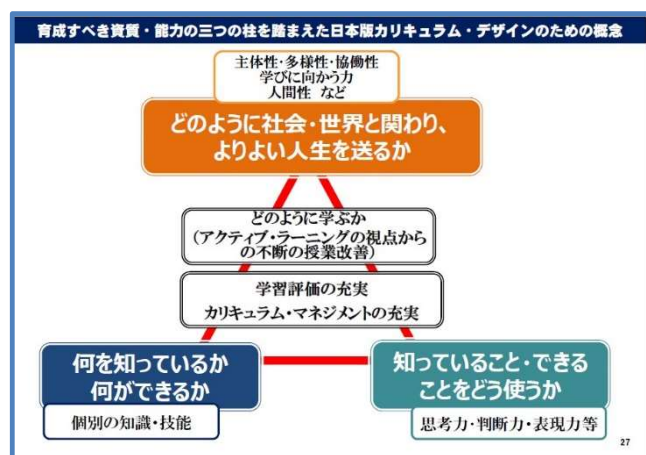 育成すべき資質・能力の三つの柱を踏まえた日本版カリキュラム・デザインのための概念
主体性・多様性・協働性
学びに向かう力
人間性 など
どのように社会・世界と関わり、
よりよい人生を送るか
どのように学ぶか
(アクティブ・ラーニングの視点から
の不断の授業改善)
学習評価の充実
カリキュラム・マネジメントの充実
何を知っているか
何ができるか
個別の知識・技能
知っていること・できる
ことをどう使うか
思考力・判断力・表現力等
27